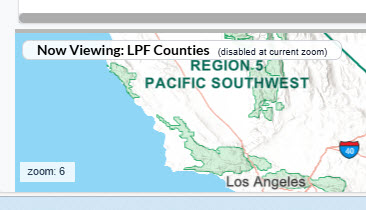 Now Viewing: LPF Counties (disabled at current zoom)
REGION 5
PACIFIC SOUTHWEST
40
zoom: 6
Los Angeles